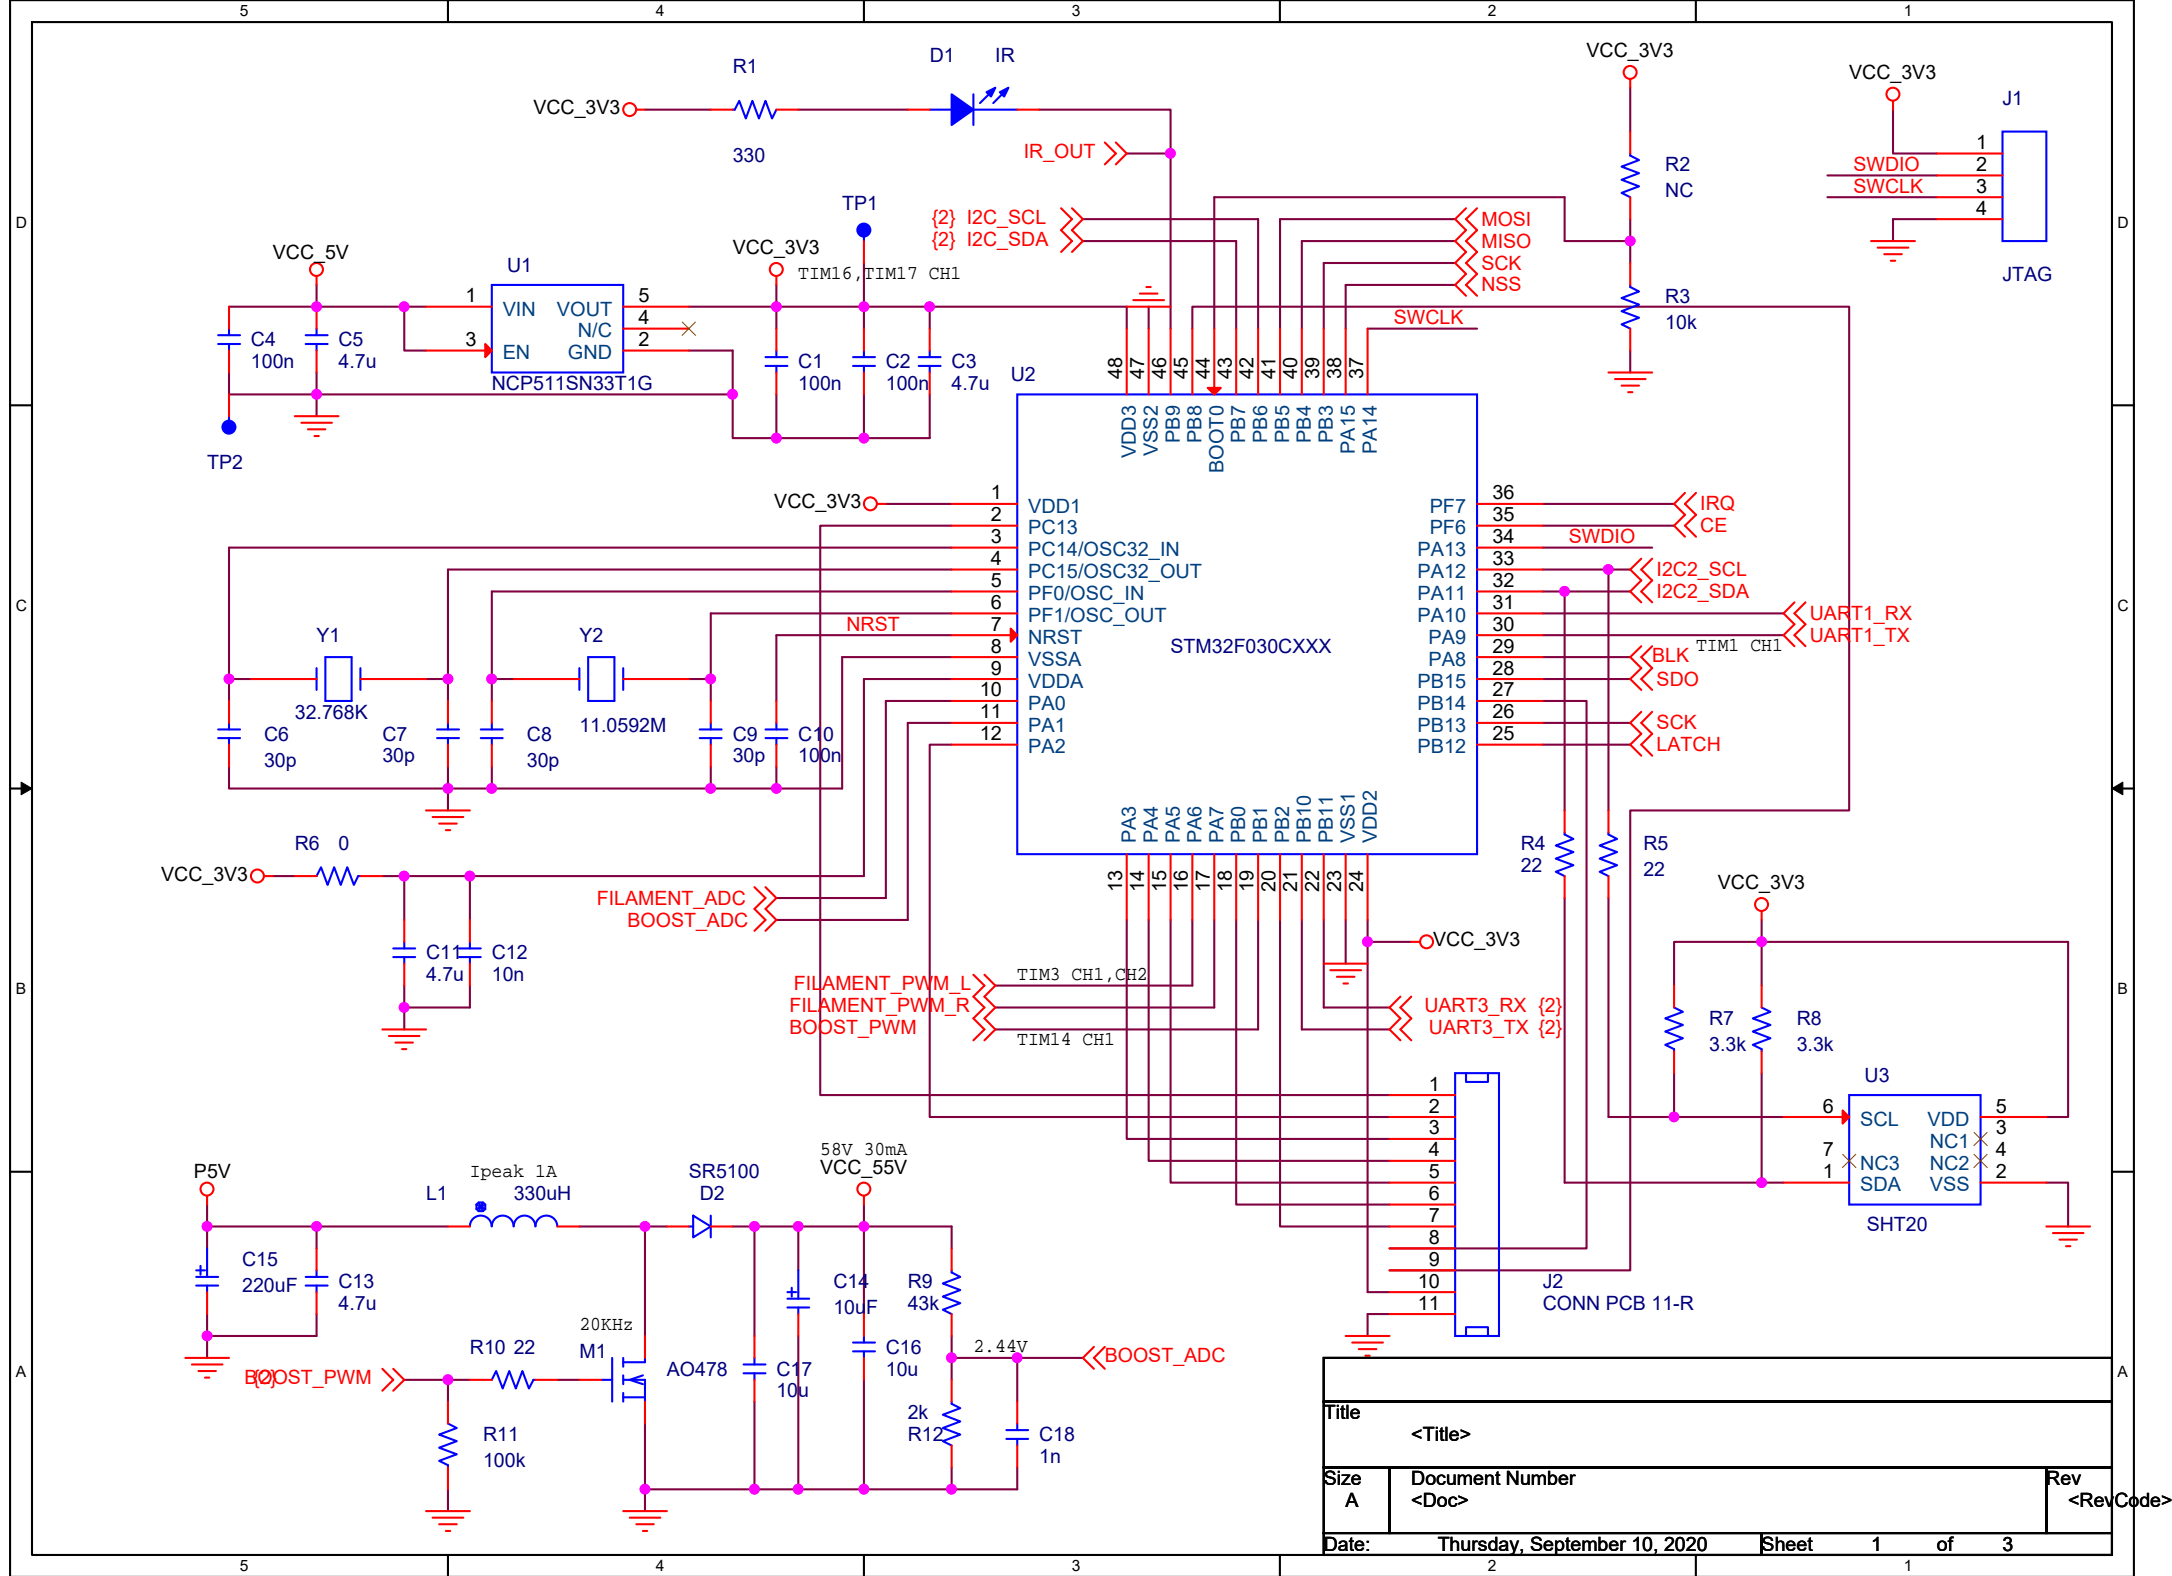 5 4 3 2 1
D D
C C
B B
A A
VCC_3V3
R1
330
D1 IR
IR_OUT
VCC_3V3
R2
NC
R3
10k
VCC_3V3
J1
1
SWDIO 2
SWCLK 3
4
JTAG
{2} I2C_SCL
{2} I2C_SDA
MOSI
MISO
SCK
NSS
SWCLK
TP1
VCC_5V
VCC_3V3
TIM16,TIM17 CH1
U1
1 VIN VOUT 5
N/C 4
3 EN GND 2
NCP511SN33T1G
C4
100n
C5
4.7u
C1
100n
C2
100n
C3
4.7u
TP2
U2
48 47 46 45 44 43 42 41 40 39 38 37
VDD3 VSS2 PB9 PB8 BOOT0 PB7 PB6 PB5 PB4 PB3 PA15 PA14
VCC_3V3
1 VDD1
2 PC13
3 PC14/OSC32_IN
4 PC15/OSC32_OUT
5 PF0/OSC_IN
6 PF1/OSC_OUT
NRST 7 NRST
8 VSSA
9 VDDA
10 PA0
11 PA1
12 PA2
STM32F030CXXX
PF7 36 IRQ
PF6 35 CE
PA13 34 SWDIO
PA12 33 I2C2_SCL
PA11 32 I2C2_SDA
PA10 31 UART1_RX
PA9 30 UART1_TX
TIM1 CH1
PA8 29 BLK
PB15 28 SDO
PB14 27
PB13 26 SCK
PB12 25 LATCH
PA3 PA4 PA5 PA6 PA7 PB0 PB1 PB2 PB10 PB11 VSS1 VDD2
13 14 15 16 17 18 19 20 21 22 23 24
Y1
32.768K
Y2
11.0592M
C6
30p
C7
30p
C8
30p
C9
30p
C10
100n
R6 0
VCC_3V3
C11
4.7u
C12
10n
FILAMENT_ADC
BOOST_ADC
FILAMENT_PWM_L
TIM3 CH1,CH2
FILAMENT_PWM_R
BOOST_PWM
TIM14 CH1
VCC_3V3
UART3_RX {2}
UART3_TX {2}
R4
22
R5
22
VCC_3V3
R7
3.3k
R8
3.3k
U3
6 SCL VDD 5
NC1 3
7 NC3 NC2 4
1 SDA VSS 2
SHT20
1
2
3
4
5
6
7
8
9
10
11
J2
CONN PCB 11-R
P5V
Ipeak 1A
L1 330uH
SR5100
D2
58V 30mA
VCC_55V
C15
220uF
C13
4.7u
20KHz
M1
AO478
R10 22
BOOST_PWM
{2}
R11
100k
C17
10u
C14
10uF
C16
10u
R9
43k
2.44V
BOOST_ADC
2k
R12
C18
1n
Title
<Title>
Size
A
Document Number
<Doc>
Rev
<RevCode>
Date: Thursday, September 10, 2020 Sheet 1 of 3
5 4 3 2 1